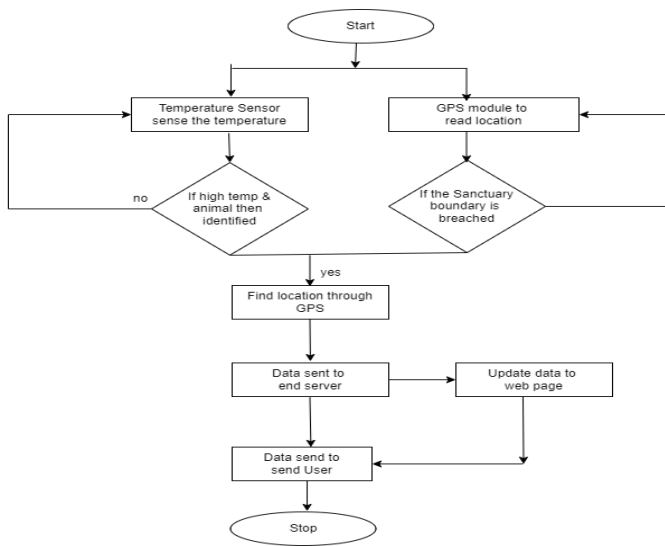 Start
Temperature Sensor
sense the temperature
GPS module to
read location
no
If high temp &
animal then
identified
If the Sanctuary
boundary is
breached
yes
Find location through
GPS
Data sent to
end server
Update data to
web page
Data send to
send User
Stop